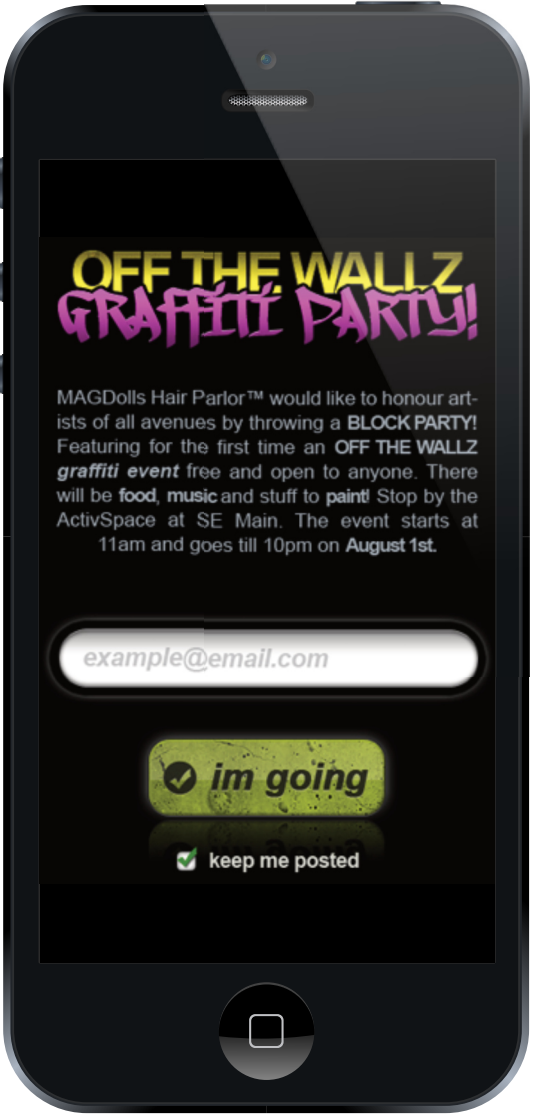 OFF THE WALLZ
GRAFFITI PARTY!
MAGDolls Hair Parlor™ would like to honour art-
ists of all avenues by throwing a BLOCK PARTY!
Featuring for the first time an OFF THE WALLZ
graffiti event free and open to anyone. There
will be food, music and stuff to paint! Stop by the
ActivSpace at SE Main. The event starts at
11am and goes till 10pm on August 1st.
example@email.com
im going
keep me posted